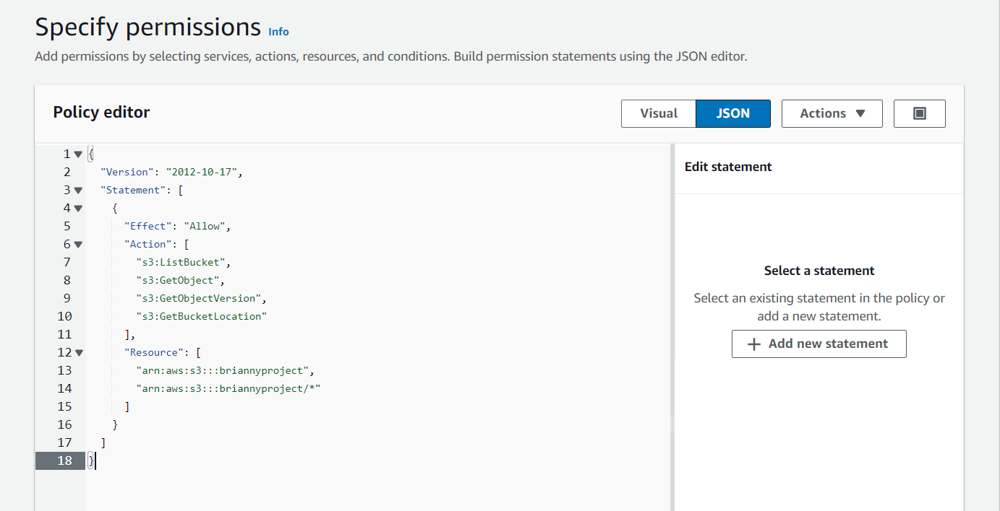 Specify permissions Info
Add permissions by selecting services, actions, resources, and conditions. Build permission statements using the JSON editor.
Policy editor
Visual JSON Actions
1 {
2 "Version": "2012-10-17",
3 "Statement": [
4 {
5 "Effect": "Allow",
6 "Action": [
7 "s3:ListBucket",
8 "s3:GetObject",
9 "s3:GetObjectVersion",
10 "s3:GetBucketLocation"
11 ],
12 "Resource": [
13 "arn:aws:s3:::briannyproject",
14 "arn:aws:s3:::briannyproject/*"
15 ]
16 }
17 ]
18 }
Edit statement
Select a statement
Select an existing statement in the policy or
add a new statement.
+ Add new statement